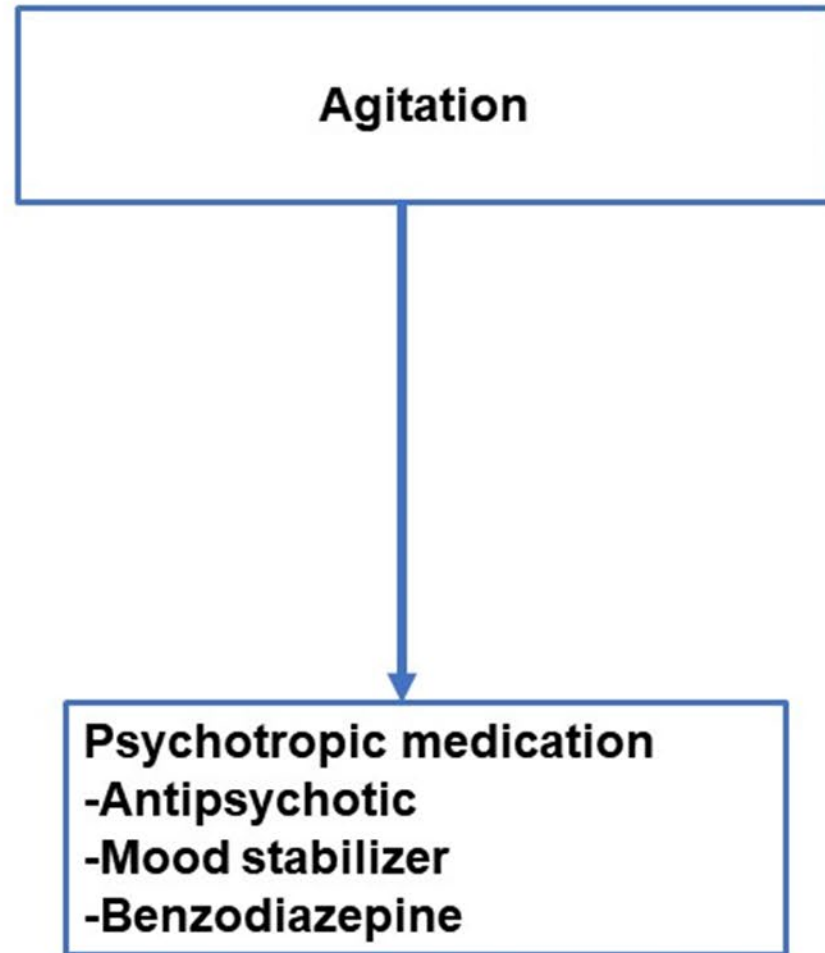 Agitation
Psychotropic medication
-Antipsychotic
-Mood stabilizer
-Benzodiazepine